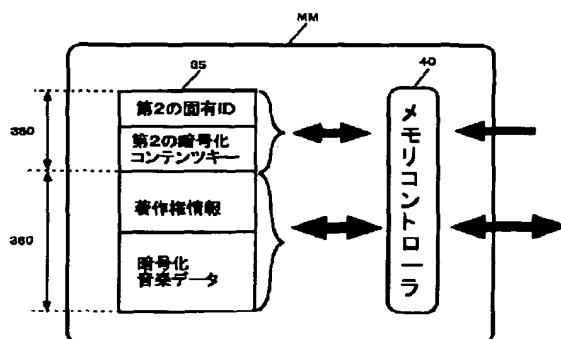 MM
35
40
第2の固有ID
第2の暗号化
コンテンツキー
350
著作権情報
360
暗号化
音楽データ
メモリコントローラ